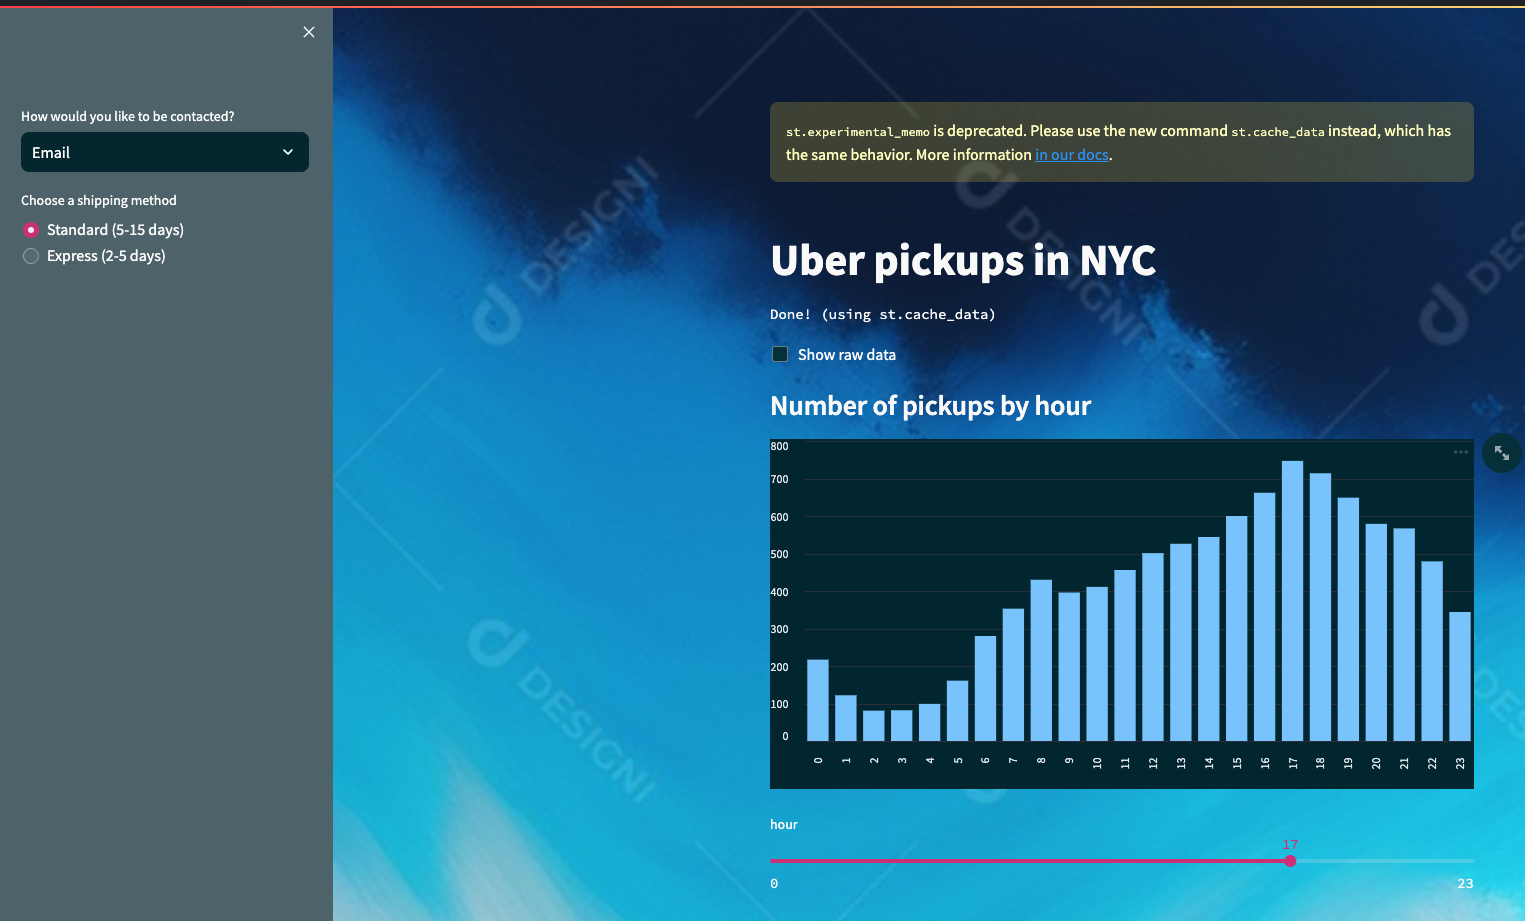 How would you like to be contacted?
Email
Choose a shipping method
Standard (5-15 days)
Express (2-5 days)
st.experimental_memo is deprecated. Please use the new command st.cache_data instead, which has
the same behavior. More information in our docs.
Uber pickups in NYC
Done! (using st.cache_data)
Show raw data
Number of pickups by hour
800
700
600
500
400
300
200
100
0
0 1 2 3 4 5 6 7 8 9 10 11 12 13 14 15 16 17 18 19 20 21 22 23
hour
17
0 23
DESIGNI
DESIGNI
DESIGNI